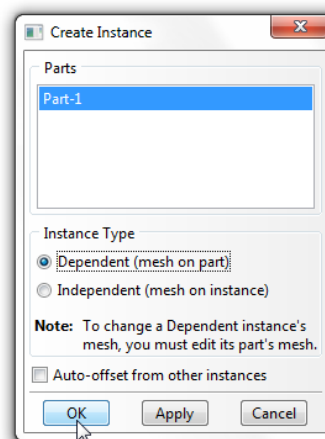 Create Instance
Parts
Part-1
Instance Type
Dependent (mesh on part)
Independent (mesh on instance)
Note: To change a Dependent instance's
mesh, you must edit its part's mesh.
Auto-offset from other instances
OK Apply Cancel